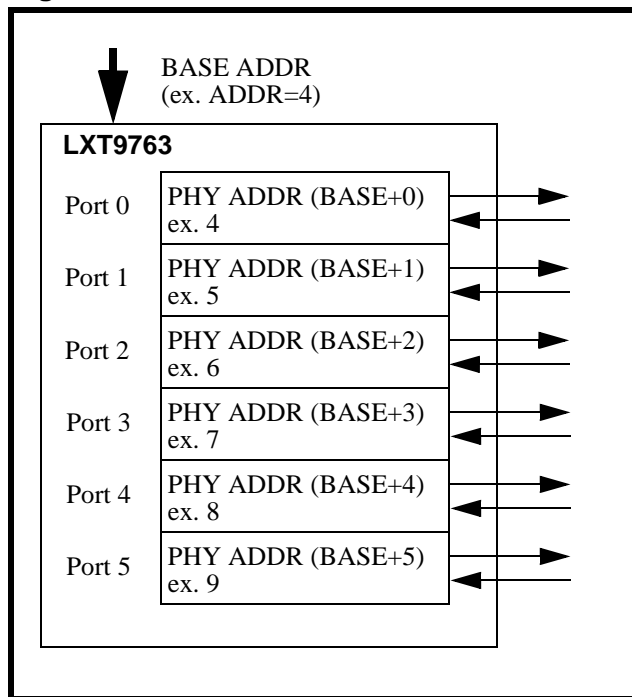 BASE ADDR
(ex. ADDR=4)
LXT9763
Port 0
PHY ADDR (BASE+0)
ex. 4
Port 1
PHY ADDR (BASE+1)
ex. 5
Port 2
PHY ADDR (BASE+2)
ex. 6
Port 3
PHY ADDR (BASE+3)
ex. 7
Port 4
PHY ADDR (BASE+4)
ex. 8
Port 5
PHY ADDR (BASE+5)
ex. 9